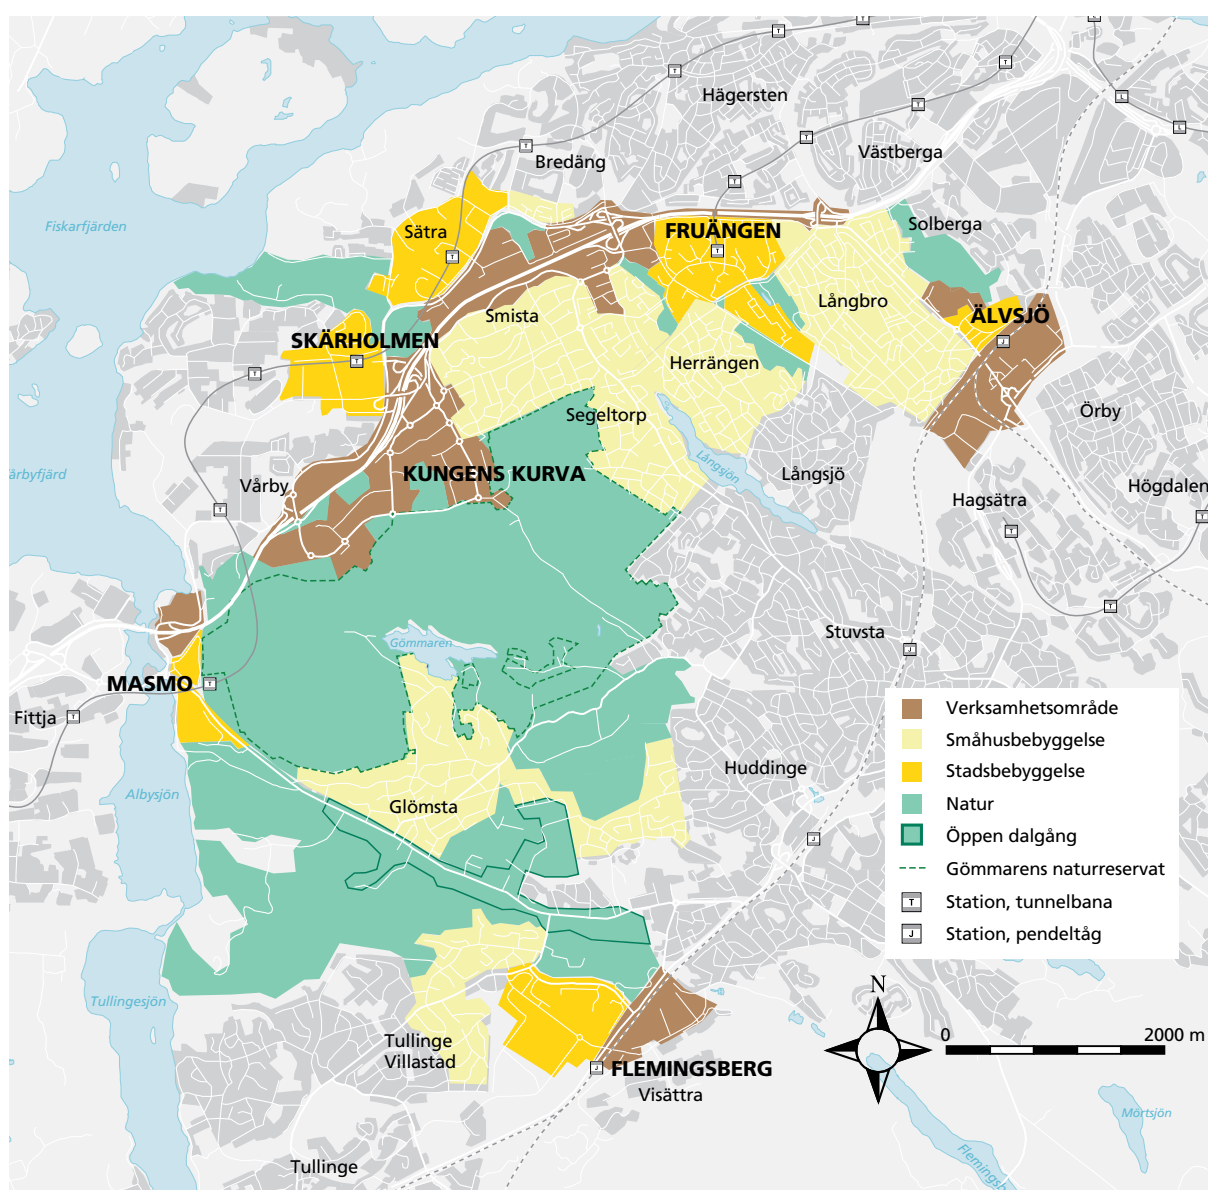 Hägersten
Bredäng
Västberga
Fiskarfjärden
Sätra
FRUÄNGEN
Solberga
Smista
Långbro
ÄLVSJÖ
SKÄRHOLMEN
Herrängen
Segeltorp
Örby
Långsjön
Långsjö
årbyfjärd
Vårby
KUNGENS KURVA
Hagsätra
Högdalen
Gömmaren
Stuvsta
MASMO
Fittja
Albysjön
Glömsta
Huddinge
Verksamhetsområde
Småhusbebyggelse
Stadsbebyggelse
Natur
Öppen dalgång
Gömmarens naturreservat
T Station, tunnelbana
J Station, pendeltåg
Tullingesjön
N
0 2000 m
Tullinge
Villastad
FLEMINGSBERG
Visättra
Mörtsjön
Flemingsb
Tullinge